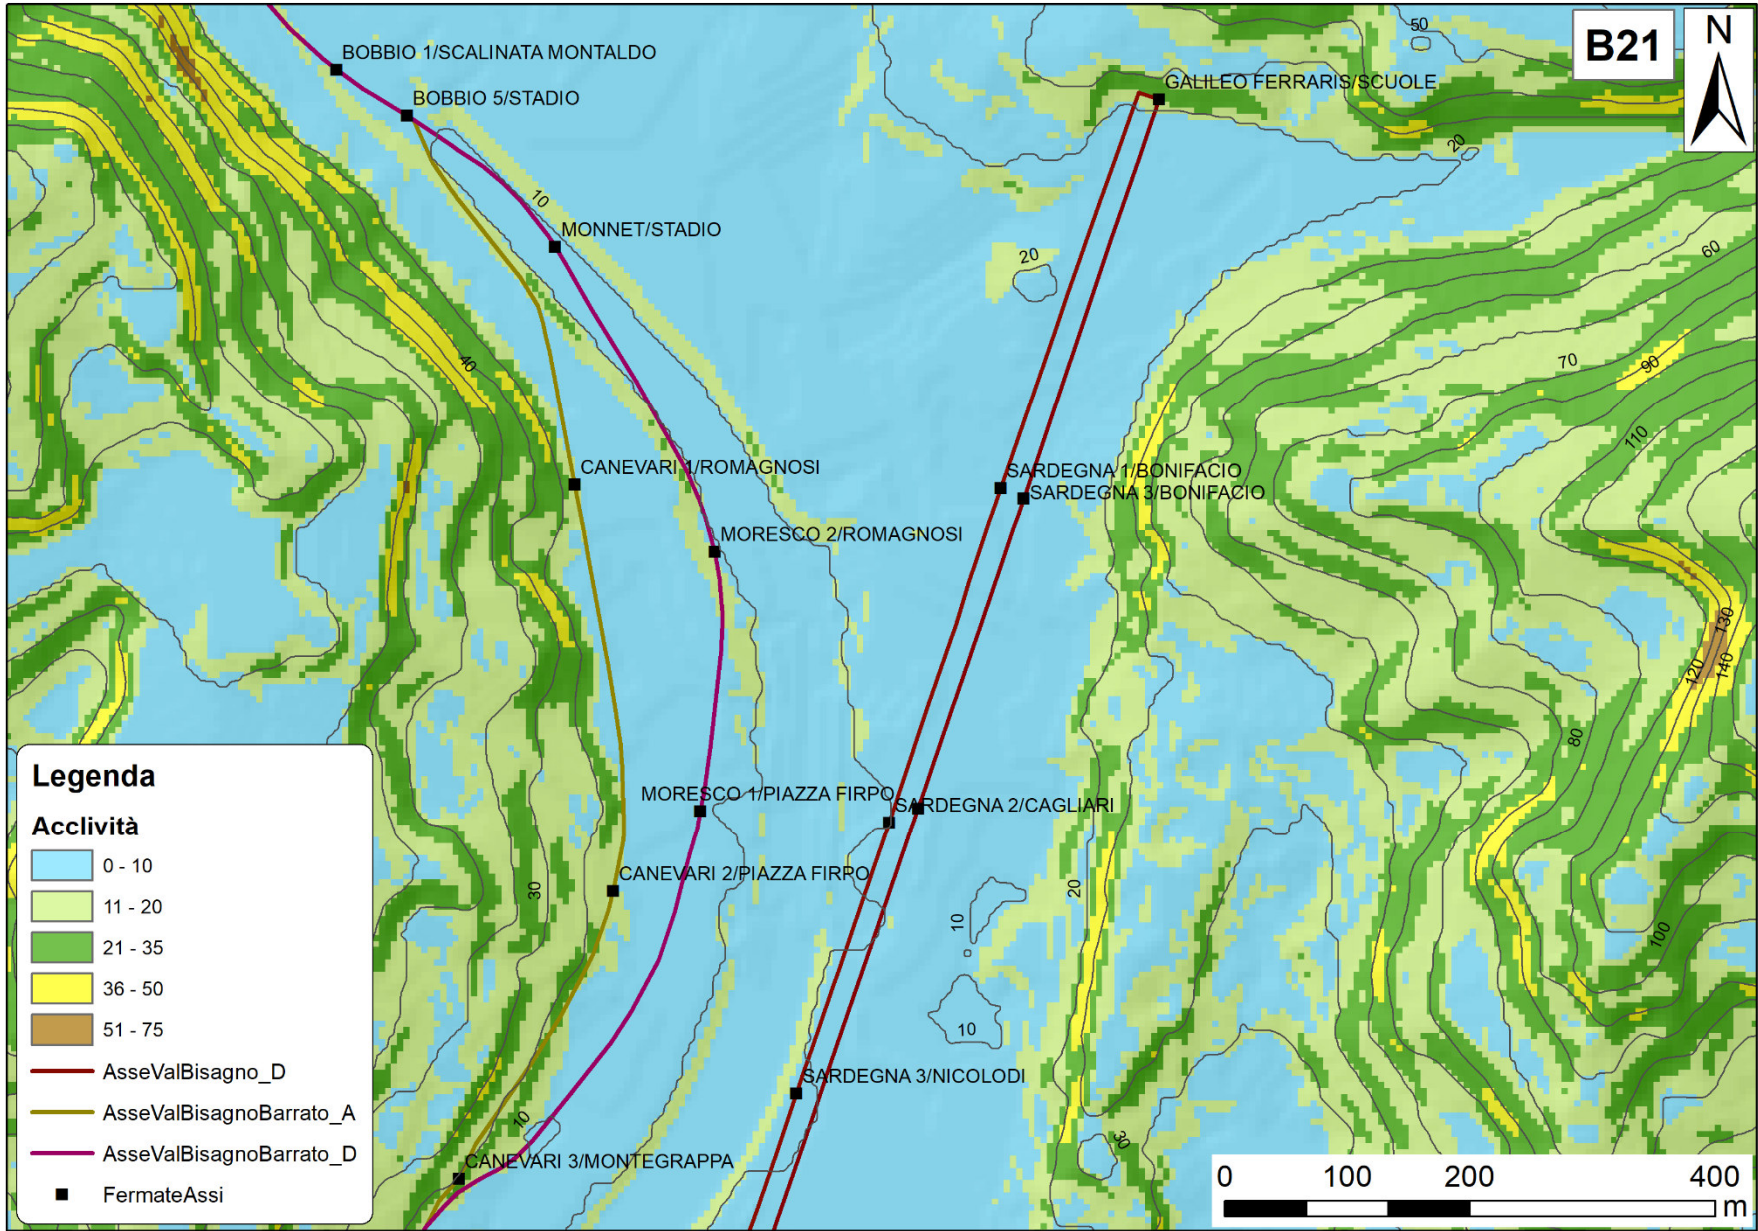 50
B21
N
BOBBIO 1/SCALINATA MONTALDO
GALILEO FERRARIS/SCUOLE
BOBBIO 5/STADIO
20
10
MONNET/STADIO
60
20
40
70
90
110
CANEVARI 1/ROMAGNOSI
SARDEGNA 1/BONIFACIO
SARDEGNA 3/BONIFACIO
MORESCO 2/ROMAGNOSI
130
120
140
80
MORESCO 1/PIAZZA FIRPO
SARDEGNA 2/CAGLIARI
CANEVARI 2/PIAZZA FIRPO
30
20
10
100
10
SARDEGNA 3/NICOLODI
10
30
CANEVARI 3/MONTEGRAPPA
Legenda
Acclività
0 - 10
11 - 20
21 - 35
36 - 50
51 - 75
AsseValBisagno_D
AsseValBisagnoBarrato_A
AsseValBisagnoBarrato_D
FermateAssi
0 100 200 400
m